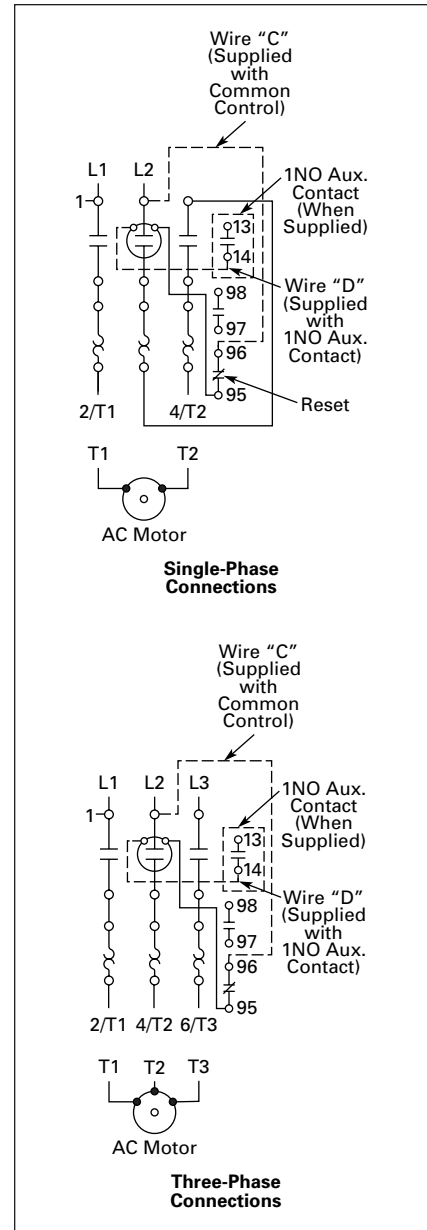 Wire “C”
(Supplied
with
Common
Control)
L1 L2
1
1NO Aux.
Contact
(When
Supplied)
13
14
Wire “D”
(Supplied
with
1NO Aux.
Contact)
98
97
96
95
Reset
2/T1 4/T2
T1 T2
AC Motor
Single-Phase
Connections
Wire “C”
(Supplied
with
Common
Control)
L1 L2 L3
1
1NO Aux.
Contact
(When
Supplied)
13
14
Wire “D”
(Supplied
with
1NO Aux.
Contact)
98
97
96
95
2/T1 4/T2 6/T3
T1 T2 T3
AC Motor
Three-Phase
Connections